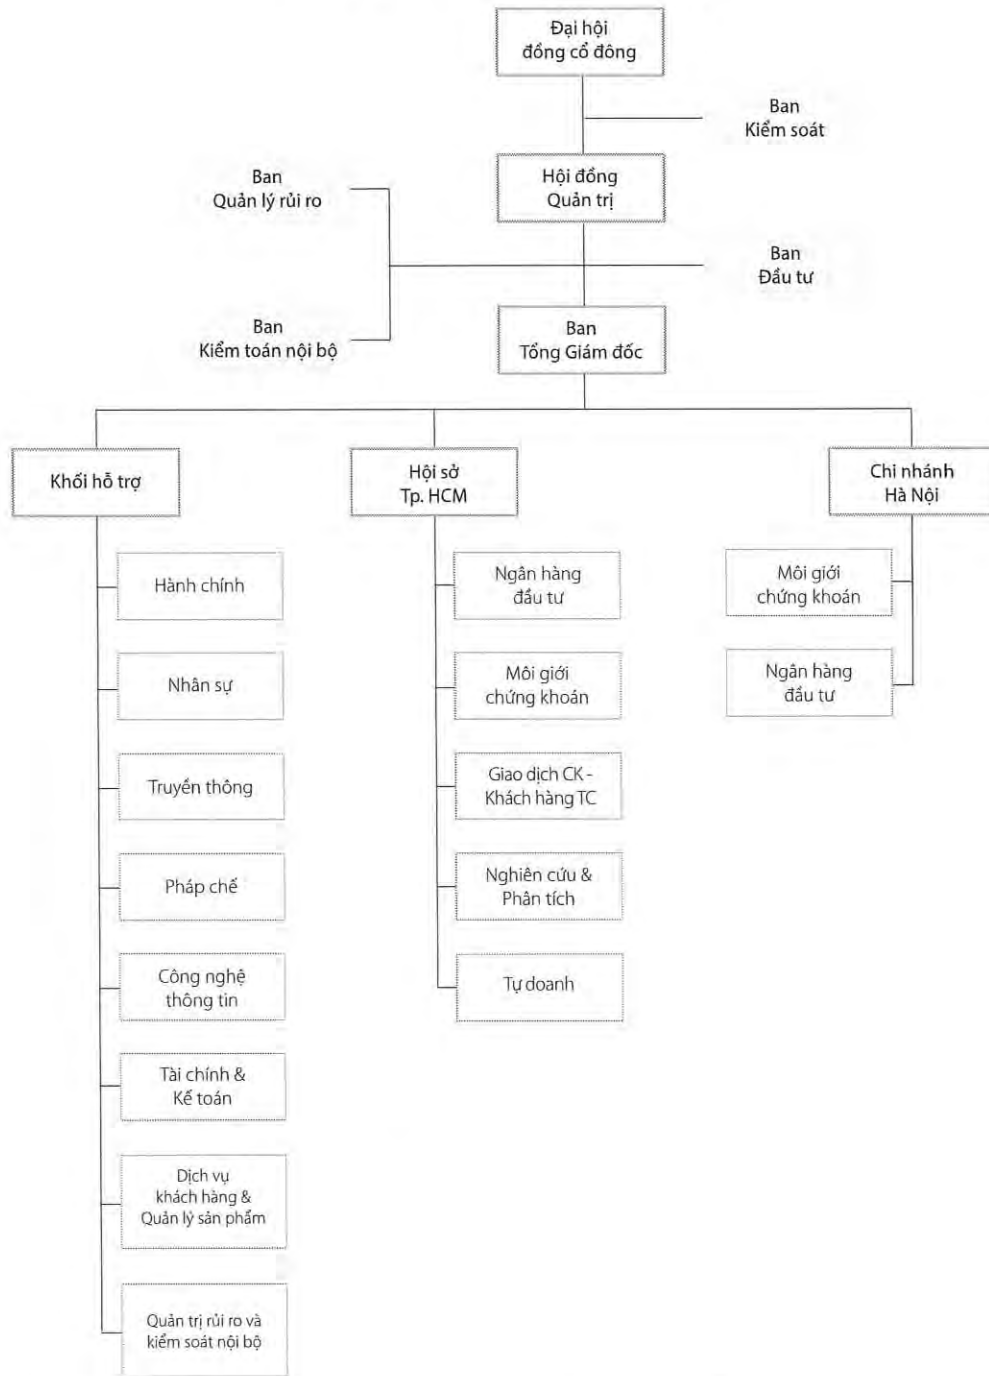 Đại hội
đồng cổ đông
Ban
Kiểm soát
Hội đồng
Quản trị
Ban
Quản lý rủi ro
Ban
Đầu tư
Ban
Kiểm toán nội bộ
Ban
Tổng Giám đốc
Khối hỗ trợ
Hội sở
Tp. HCM
Chi nhánh
Hà Nội
Hành chính
Nhân sự
Truyền thông
Pháp chế
Công nghệ
thông tin
Tài chính &
Kế toán
Dịch vụ
khách hàng &
Quản lý sản phẩm
Quản trị rủi ro và
kiểm soát nội bộ
Ngân hàng
đầu tư
Môi giới
chứng khoán
Giao dịch CK -
Khách hàng TC
Nghiên cứu &
Phân tích
Tự doanh
Môi giới
chứng khoán
Ngân hàng
đầu tư